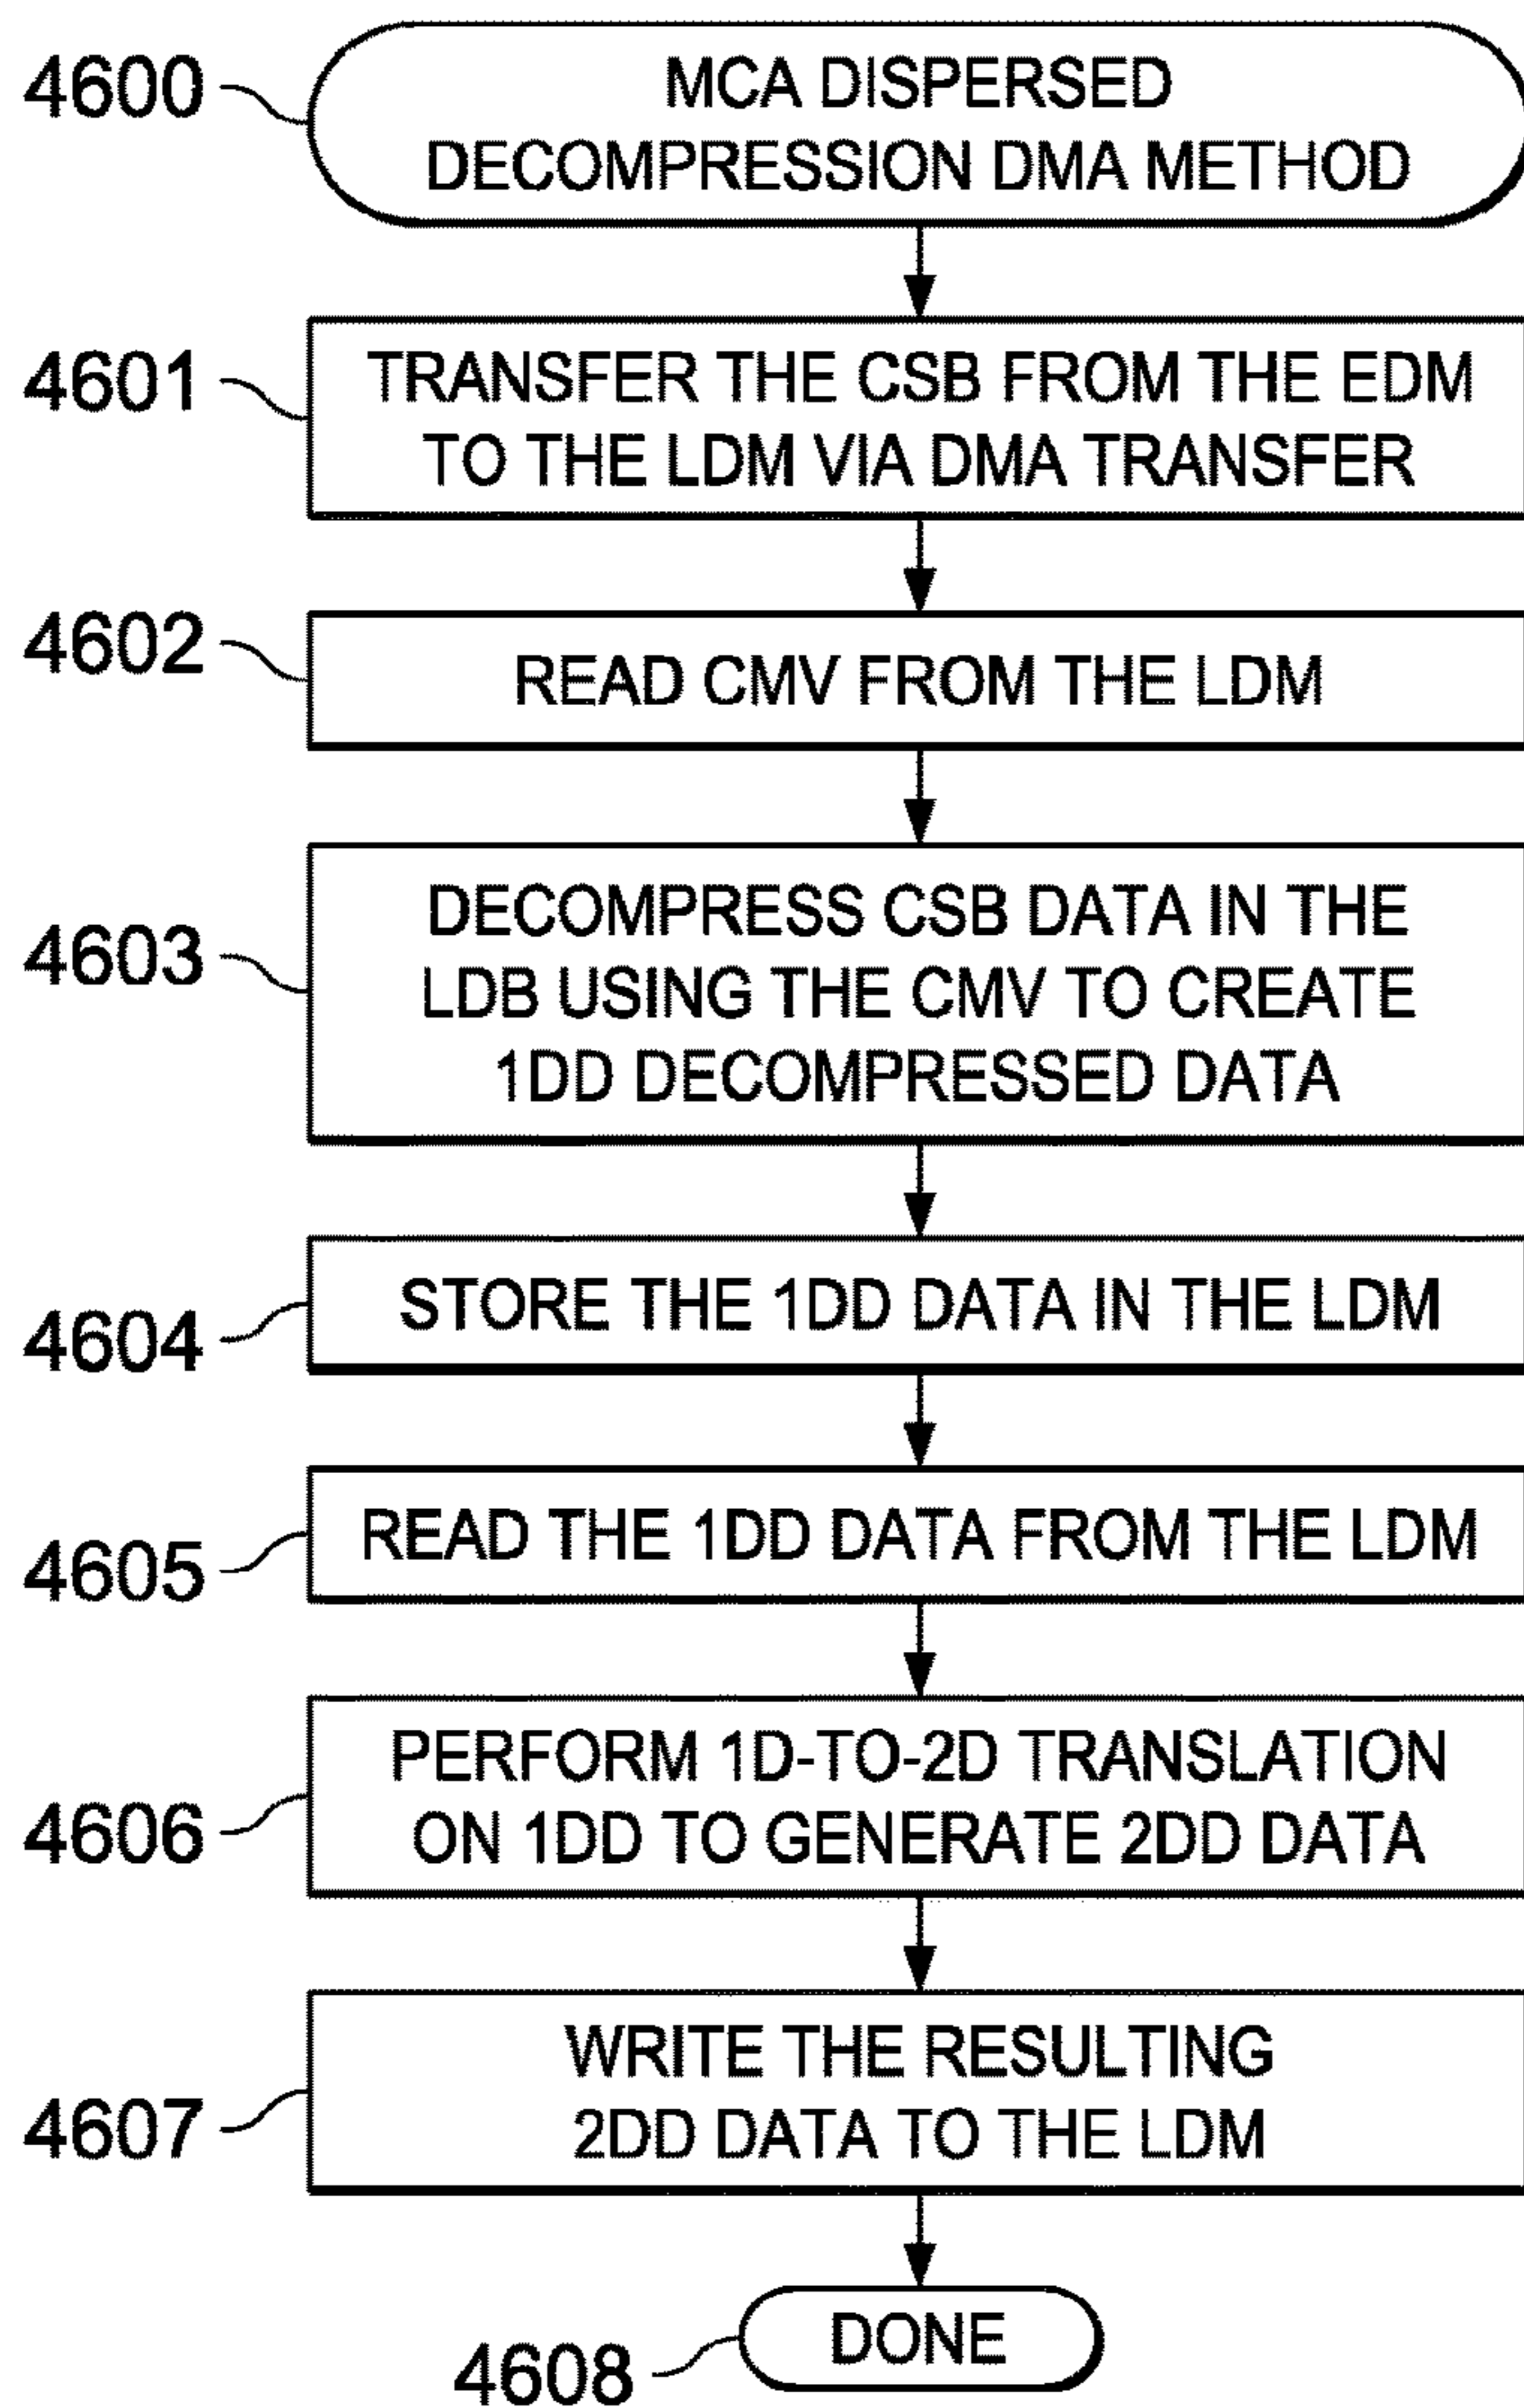 4600
MCA DISPERSED
DECOMPRESSION DMA METHOD
4601
TRANSFER THE CSB FROM THE EDM
TO THE LDM VIA DMA TRANSFER
4602
READ CMV FROM THE LDM
4603
DECOMPRESS CSB DATA IN THE
LDB USING THE CMV TO CREATE
1DD DECOMPRESSED DATA
4604
STORE THE 1DD DATA IN THE LDM
4605
READ THE 1DD DATA FROM THE LDM
4606
PERFORM 1D-TO-2D TRANSLATION
ON 1DD TO GENERATE 2DD DATA
4607
WRITE THE RESULTING
2DD DATA TO THE LDM
4608
DONE